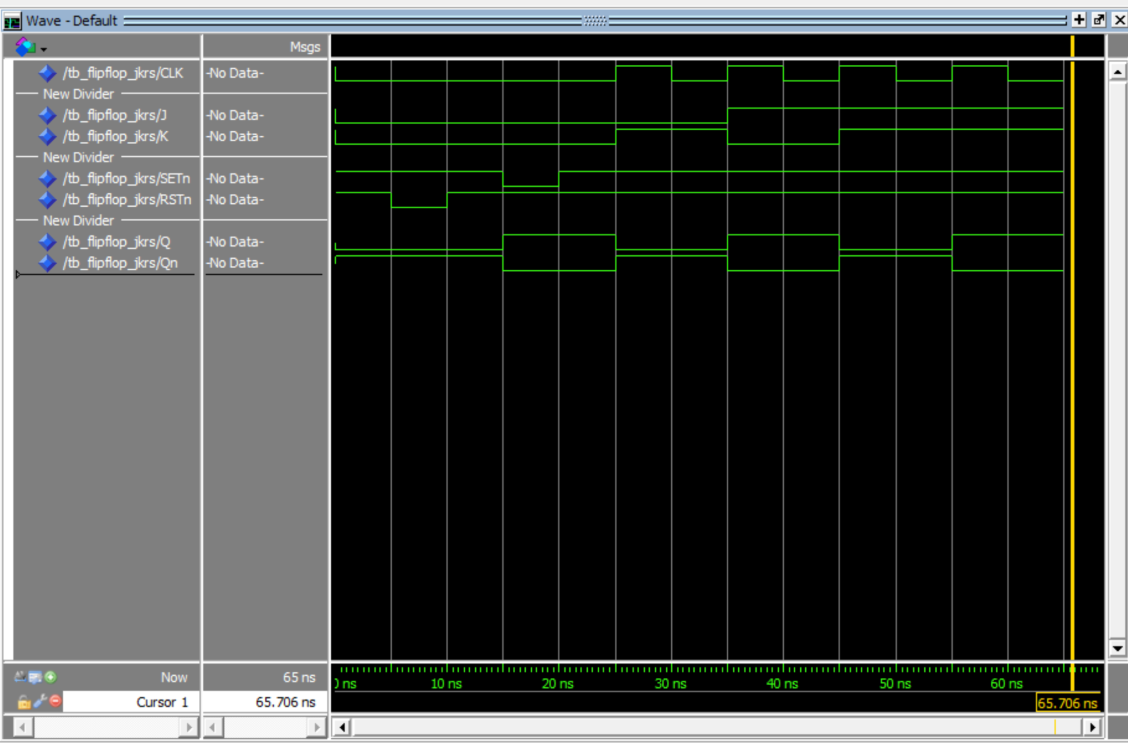 Wave - Default
Msgs
/tb_flipflop_jkrs/CLK -No Data-
New Divider
/tb_flipflop_jkrs/J -No Data-
/tb_flipflop_jkrs/K -No Data-
New Divider
/tb_flipflop_jkrs/SETn -No Data-
/tb_flipflop_jkrs/RSTn -No Data-
New Divider
/tb_flipflop_jkrs/Q -No Data-
/tb_flipflop_jkrs/Qn -No Data-
Now 65 ns ns 10 ns 20 ns 30 ns 40 ns 50 ns 60 ns
Cursor 1 65.706 ns 65.706 ns